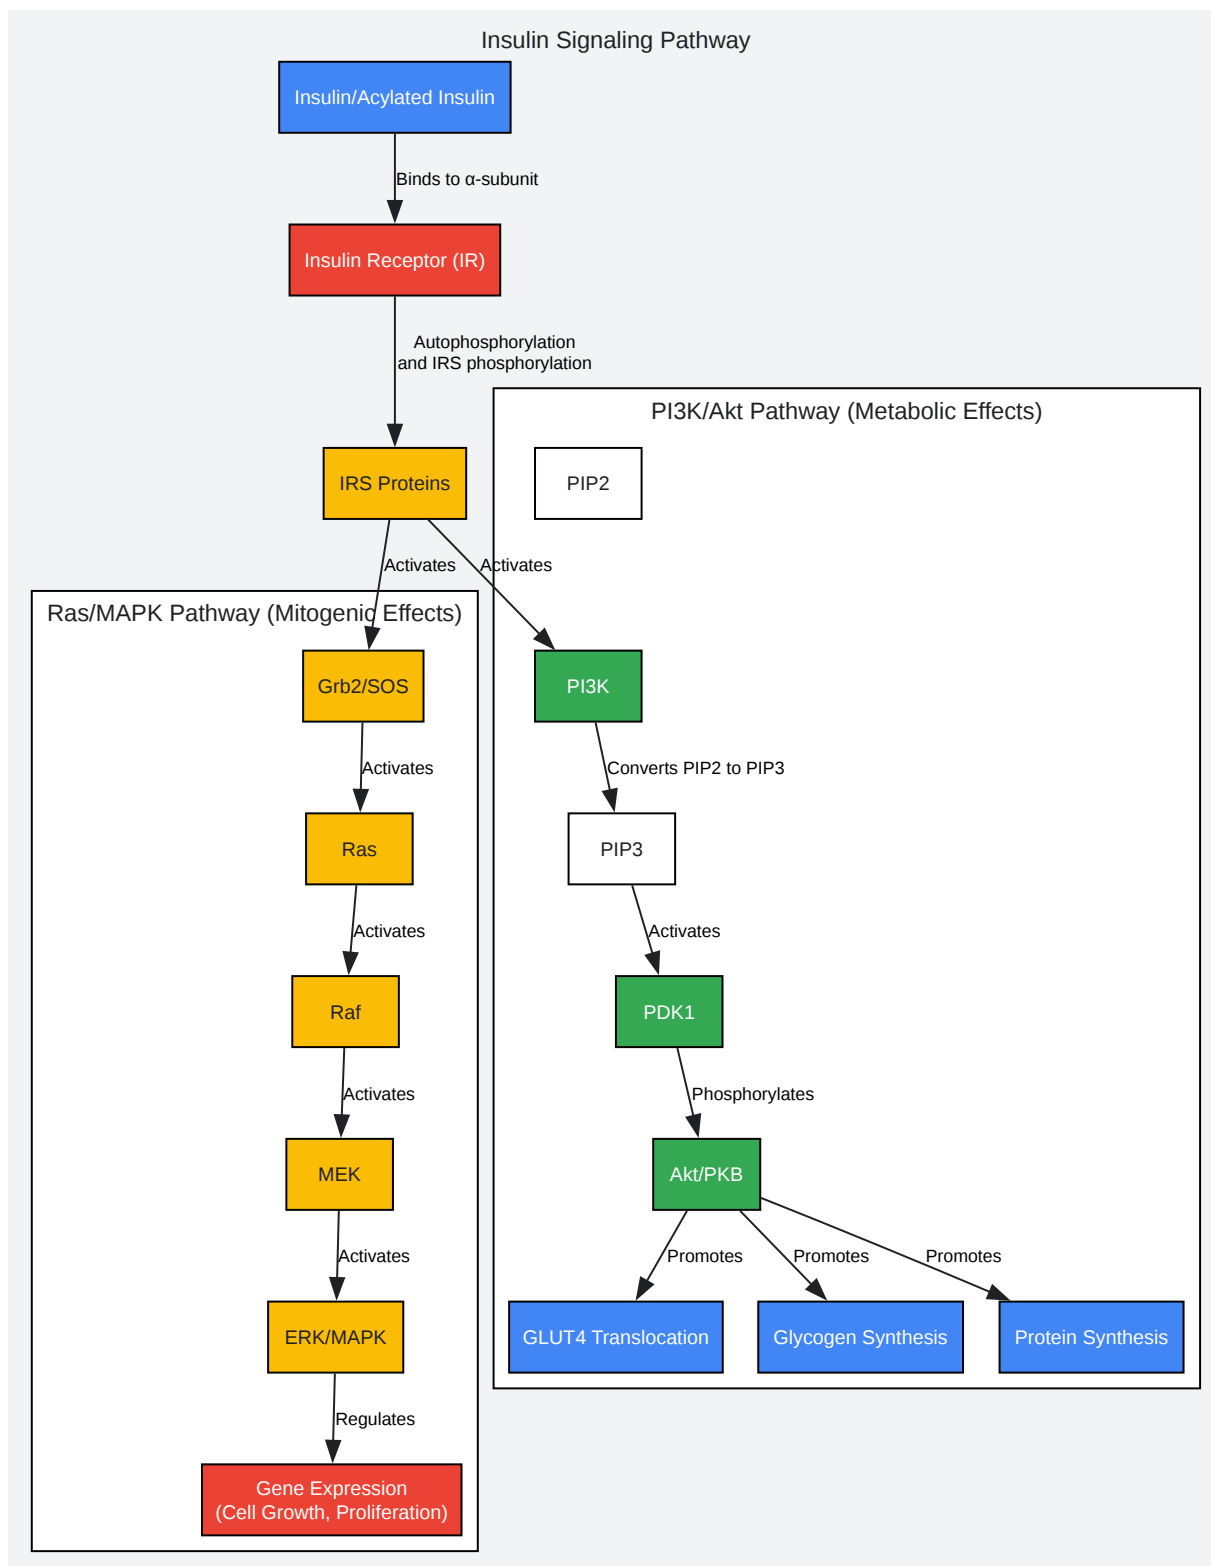 Insulin Signaling Pathway
Insulin/Acylated Insulin
Binds to α-subunit
Insulin Receptor (IR)
Autophosphorylation
and IRS phosphorylation
IRS Proteins
Activates
Activates
Ras/MAPK Pathway (Mitogenic Effects)
Grb2/SOS
Activates
Ras
Activates
Raf
Activates
MEK
Activates
ERK/MAPK
Regulates
Gene Expression
(Cell Growth, Proliferation)
PI3K/Akt Pathway (Metabolic Effects)
PIP2
PI3K
Converts PIP2 to PIP3
PIP3
Activates
PDK1
Phosphorylates
Akt/PKB
Promotes
Promotes
Promotes
GLUT4 Translocation
Glycogen Synthesis
Protein Synthesis